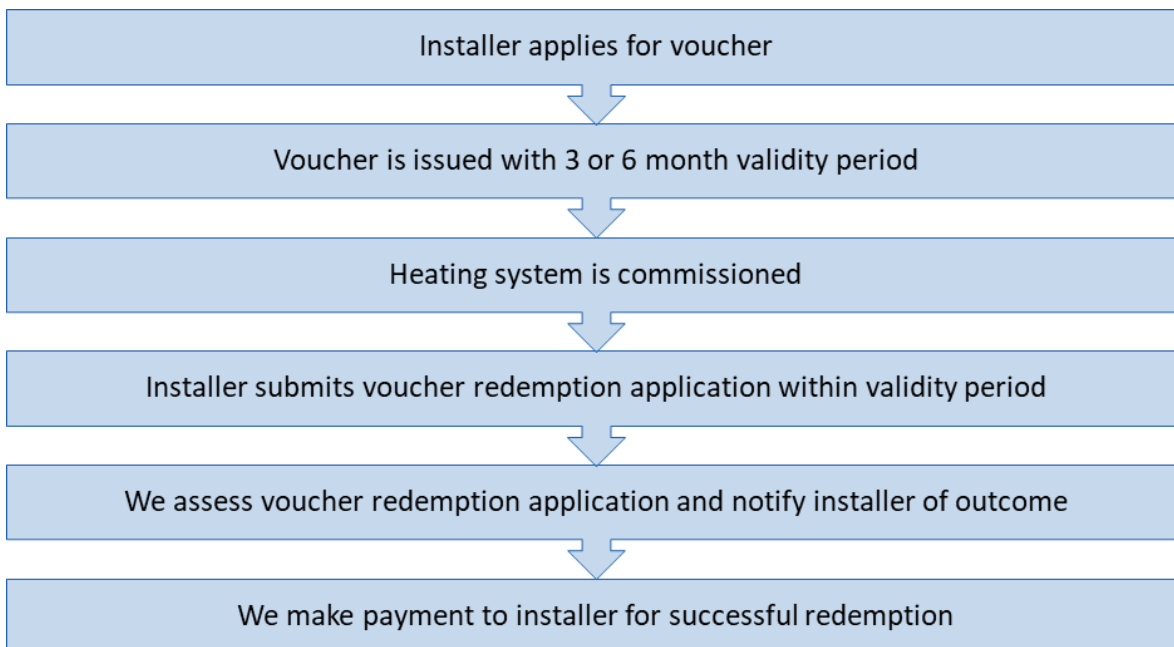 Installer applies for voucher
Voucher is issued with 3 or 6 month validity period
Heating system is commissioned
Installer submits voucher redemption application within validity period
We assess voucher redemption application and notify installer of outcome
We make payment to installer for successful redemption